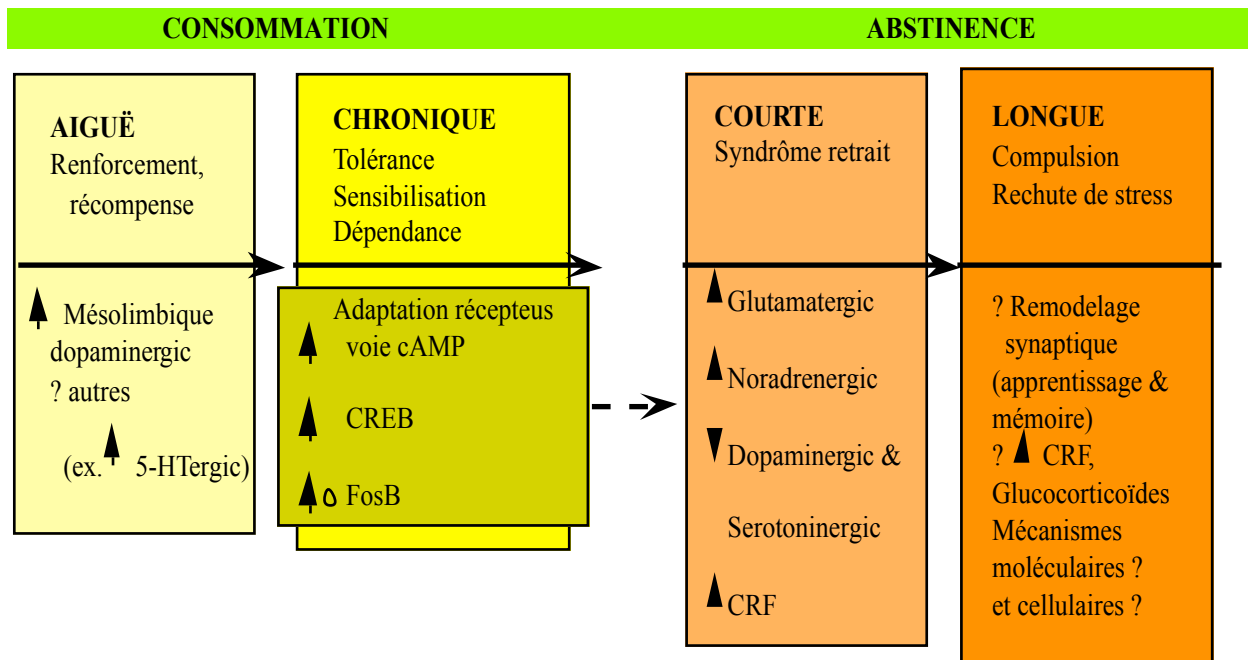 CONSOMMATION
ABSTINENCE
AIGUË
Renforcement,
récompense
Mésolimbique
dopaminergic
? autres
(ex. 5-HTergic)
CHRONIQUE
Tolérance
Sensibilisation
Dépendance
Adaptation récepteus
voie cAMP
CREB
FosB
COURTE
Syndrôme retrait
Glutamatergic
Noradrenergic
Dopaminergic &
Serotoninergic
CRF
LONGUE
Compulsion
Rechute de stress
? Remodelage
synaptique
(apprentissage &
mémoire)
? CRF,
Glucocorticoïdes
Mécanismes
moléculaires ?
et cellulaires ?